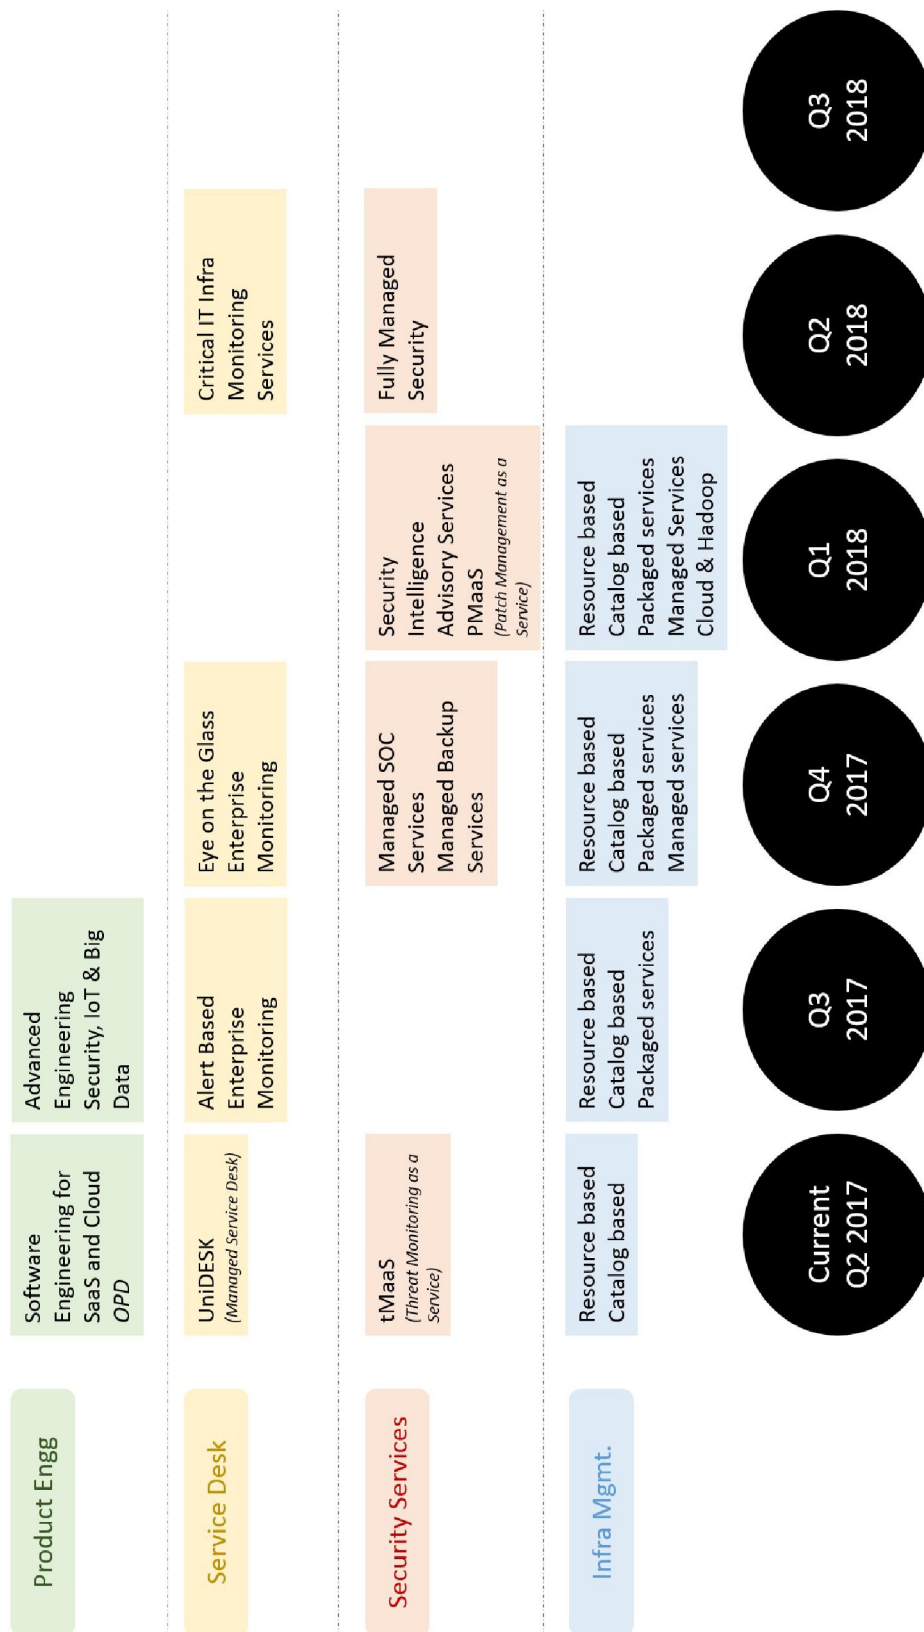 Product Engg
Software
Engineering for
SaaS and Cloud
OPD
Advanced
Engineering
Security, IoT & Big
Data
Service Desk
UniDESK
(Managed Service Desk)
Alert Based
Enterprise
Monitoring
Eye on the Glass
Enterprise
Monitoring
Critical IT Infra
Monitoring
Services
Security Services
tMaaS
(Threat Monitoring as a
Service)
Managed SOC
Services
Managed Backup
Services
Security
Intelligence
Advisory Services
PMaaS
(Patch Management as a
Service)
Fully Managed
Security
Infra Mgmt.
Resource based
Catalog based
Resource based
Catalog based
Packaged services
Resource based
Catalog based
Packaged services
Managed services
Resource based
Catalog based
Packaged services
Managed Services
Cloud & Hadoop
Current
Q2 2017
Q3
2017
Q4
2017
Q1
2018
Q2
2018
Q3
2018